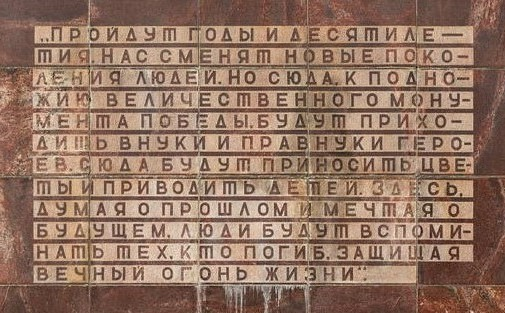 „ПРОЙДУТ ГОДЫ И ДЕСЯТИЛЕ—
ТИЯ НАС СМЕНЯТ НОВЫЕ ПОКО-
ЛЕНИЯ ЛЮДЕЙ. НО СЮДА, К ПОДНО-
ЖИЮ ВЕЛИЧЕСТВЕННОГО МОНУ-
МЕНТА ПОБЕДЫ, БУДУТ ПРИХО-
ДИТЬ ВНУКИ И ПРАВНУКИ ГЕРО-
ЕВ. СЮДА БУДУТ ПРИНОСИТЬ ЦВЕ-
ТЫ И ПРИВОДИТЬ ДЕТЕЙ. ЗДЕСЬ,
ДУМАЯ О ПРОШЛОМ И МЕЧТАЯ О
БУДУЩЕМ, ЛЮДИ БУДУТ ВСПОМИ-
НАТЬ ТЕХ, КТО ПОГИБ, ЗАЩИЩАЯ
ВЕЧНЫЙ ОГОНЬ ЖИЗНИ“.